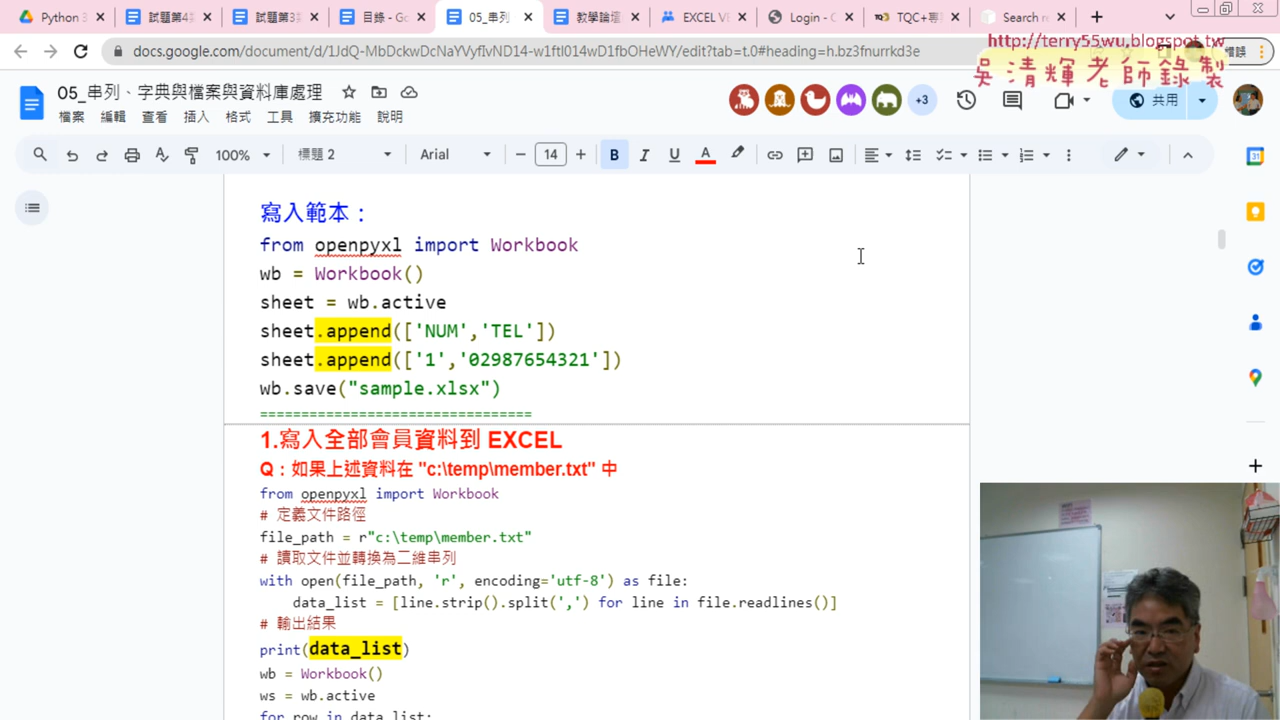 Python 3
試題第4
試題第3
目錄 - Go
05_串列
教學論壇
EXCEL V
Login - C
TQC+專
Search r
docs.google.com/document/d/1JdQ-MbDckwDcNaYVyfIvND14-w1ftl014wD1fbOHeWY/edit?tab=t.0#heading=h.bz3fnurrkd3e
http://terry55wu.blogspot.tw
吳清輝老師錄製
05_串列、字典與檔案與資料庫處理
+3
共用
檔案 編輯 查看 插入 格式 工具 擴充功能 說明
100% 標題 2 Arial 14 B I U A
寫入範本：
from openpyxl import Workbook
wb = Workbook()
sheet = wb.active
sheet.append(['NUM','TEL'])
sheet.append(['1','02987654321'])
wb.save("sample.xlsx")
=================================
1.寫入全部會員資料到 EXCEL
Q：如果上述資料在 "c:\temp\member.txt" 中
from openpyxl import Workbook
# 定義文件路徑
file_path = r"c:\temp\member.txt"
# 讀取文件並轉換為二維串列
with open(file_path, 'r', encoding='utf-8') as file:
    data_list = [line.strip().split(',') for line in file.readlines()]
# 輸出結果
print(data_list)
wb = Workbook()
ws = wb.active
for row in data_list: